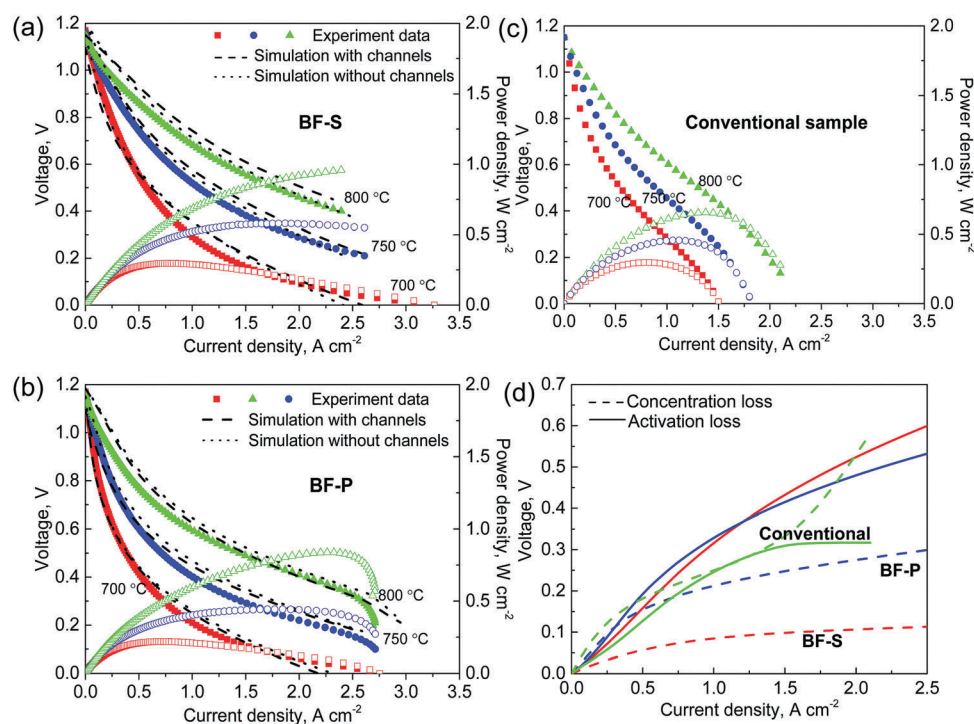 (a)
1.2
1.0
0.8
0.6
0.4
0.2
0.0
Voltage, V
Experiment data
Simulation with channels
Simulation without channels
BF-S
800 °C
750 °C
700 °C
0.0 0.5 1.0 1.5 2.0 2.5 3.0 3.5
Current density, A cm-2
2.0
1.5
1.0
0.5
0.0
Power density, W cm-2
(c)
1.2
1.0
0.8
0.6
0.4
0.2
0.0
Voltage, V
Conventional sample
700 °C
750 °C
800 °C
0.0 0.5 1.0 1.5 2.0 2.5 3.0 3.5
Current density, A cm-2
2.0
1.5
1.0
0.5
0.0
Power density, W cm-2
(b)
1.2
1.0
0.8
0.6
0.4
0.2
0.0
Voltage, V
Experiment data
Simulation with channels
Simulation without channels
BF-P
700 °C
800 °C
750 °C
0.0 0.5 1.0 1.5 2.0 2.5 3.0 3.5
Current density, A cm-2
2.0
1.5
1.0
0.5
0.0
Power density, W cm-2
(d)
0.7
0.6
0.5
0.4
0.3
0.2
0.1
0.0
Voltage, V
Concentration loss
Activation loss
Conventional
BF-P
BF-S
0.0 0.5 1.0 1.5 2.0 2.5
Current density, A cm-2